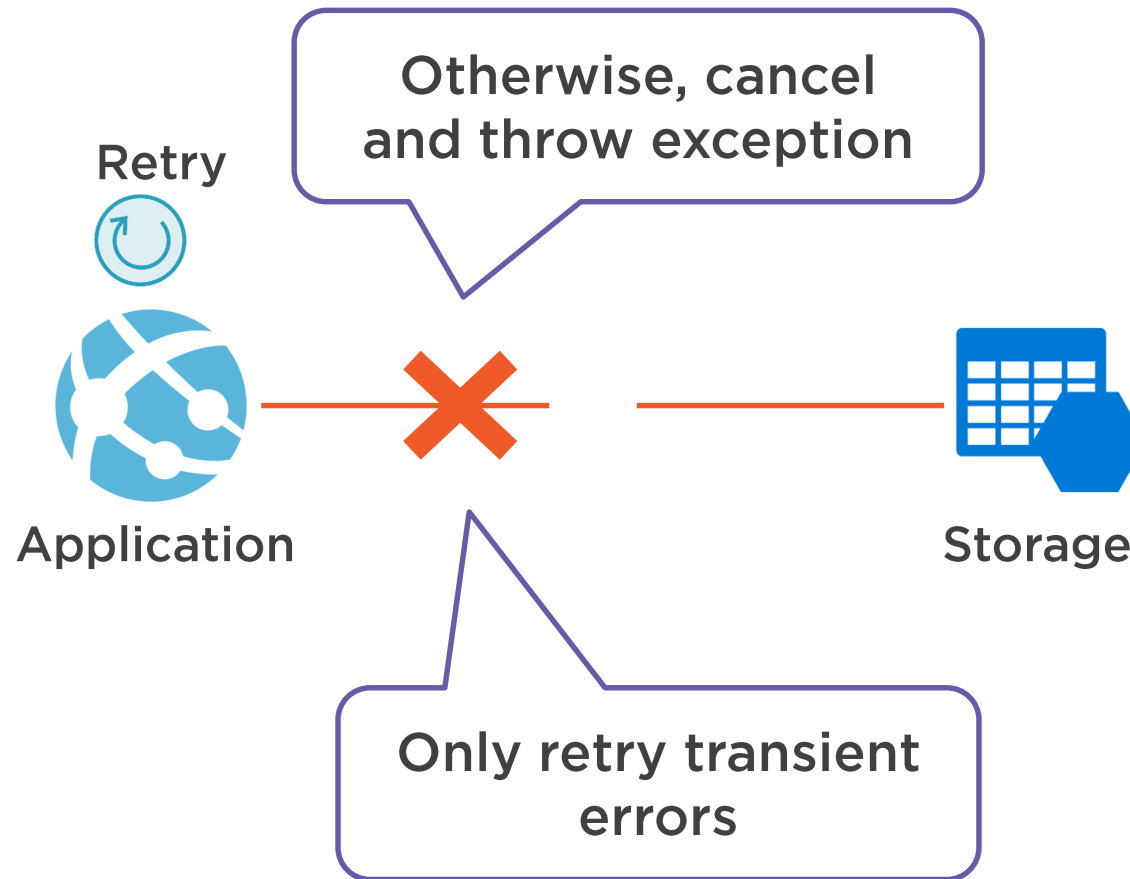 Otherwise, cancel
and throw exception
Retry
Application
Storage
Only retry transient
errors